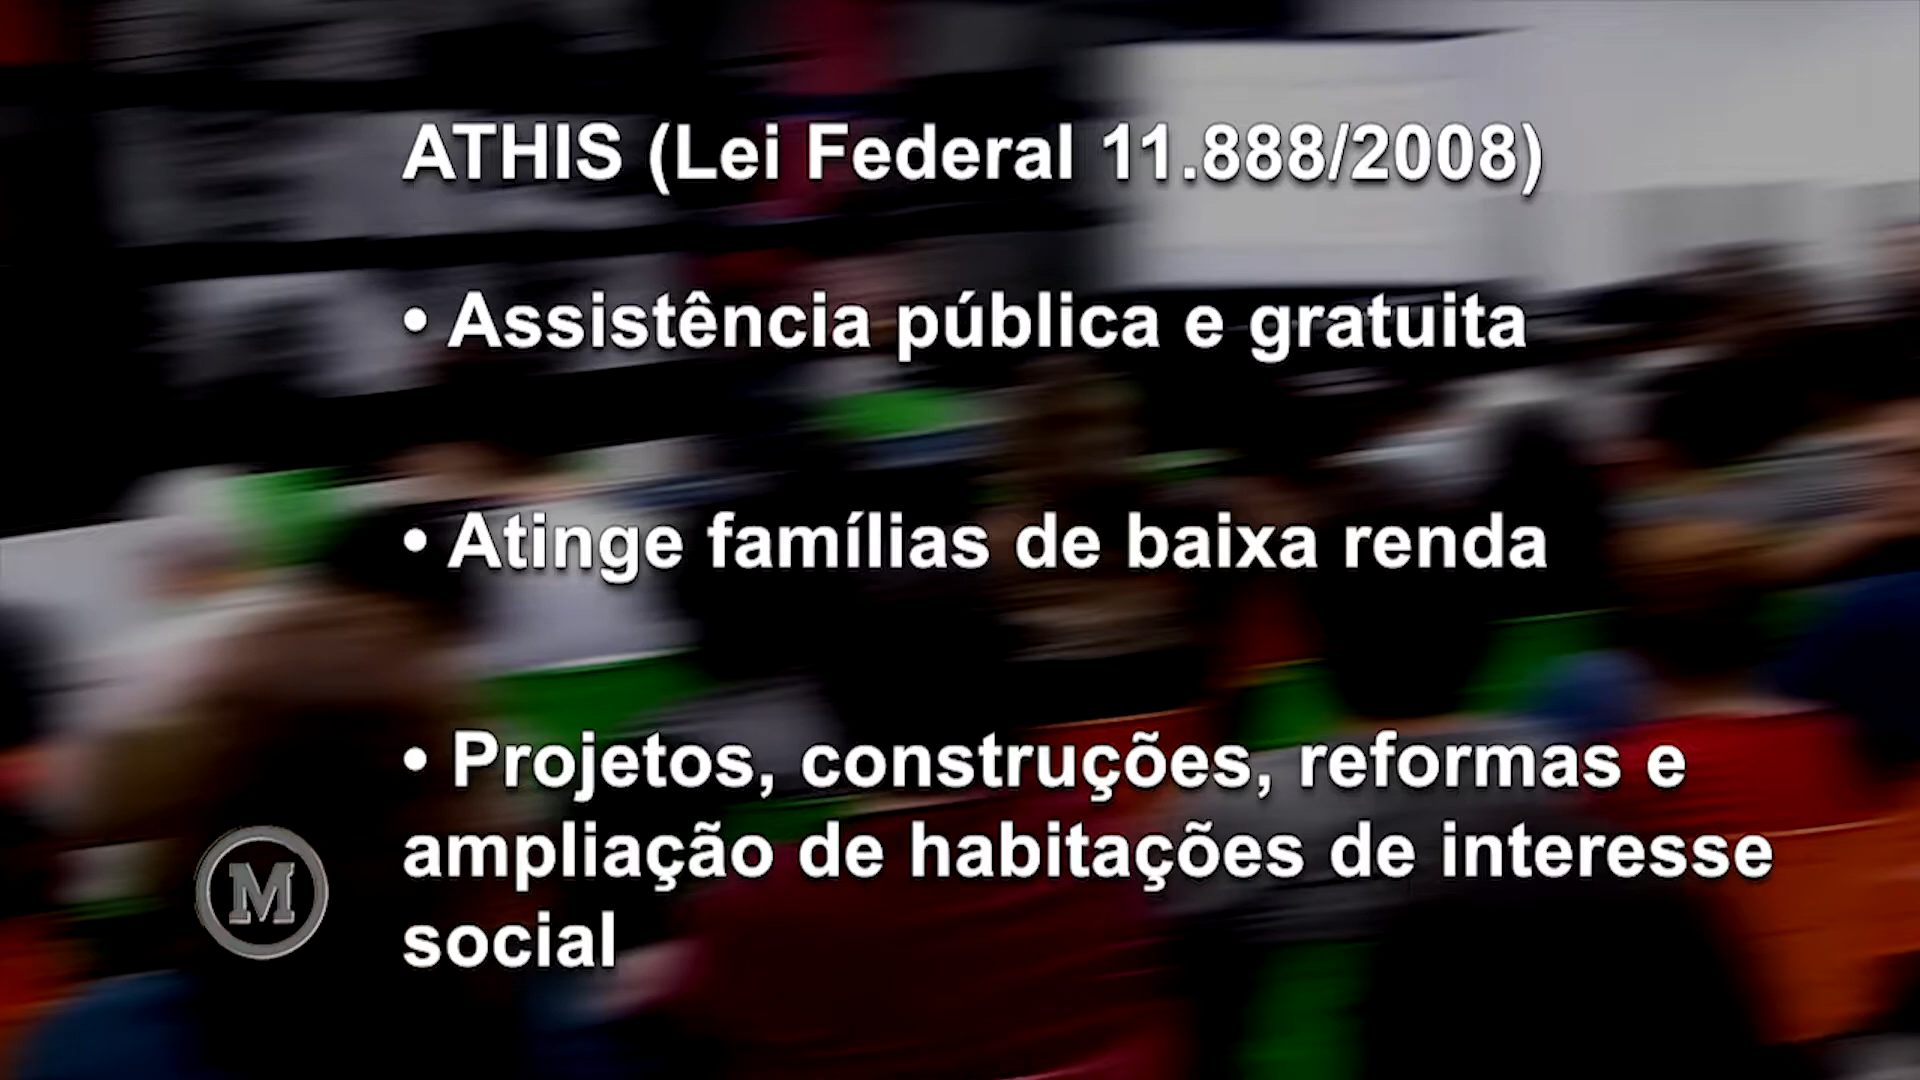 ATHIS (Lei Federal 11.888/2008)
• Assistência pública e gratuita
• Atinge famílias de baixa renda
• Projetos, construções, reformas e
ampliação de habitações de interesse
social
M